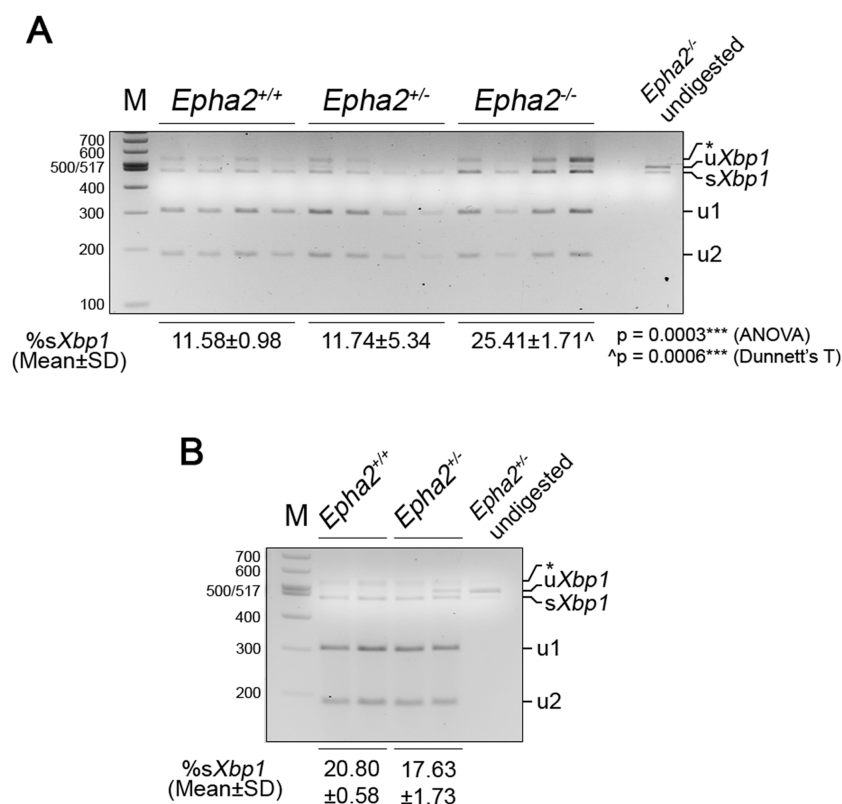 A
M
Epha2+/+
Epha2+/-
Epha2-/-
Epha2-/-
undigested
700
600
500/517
400
300
200
100
*
uXbp1
sXbp1
u1
u2
%sXbp1
(Mean±SD)
11.58±0.98
11.74±5.34
25.41±1.71^
p = 0.0003*** (ANOVA)
^p = 0.0006*** (Dunnett's T)
B
M
Epha2+/+
Epha2+/-
Epha2+/-
undigested
700
600
500/517
400
300
200
*
uXbp1
sXbp1
u1
u2
%sXbp1
(Mean±SD)
20.80
±0.58
17.63
±1.73